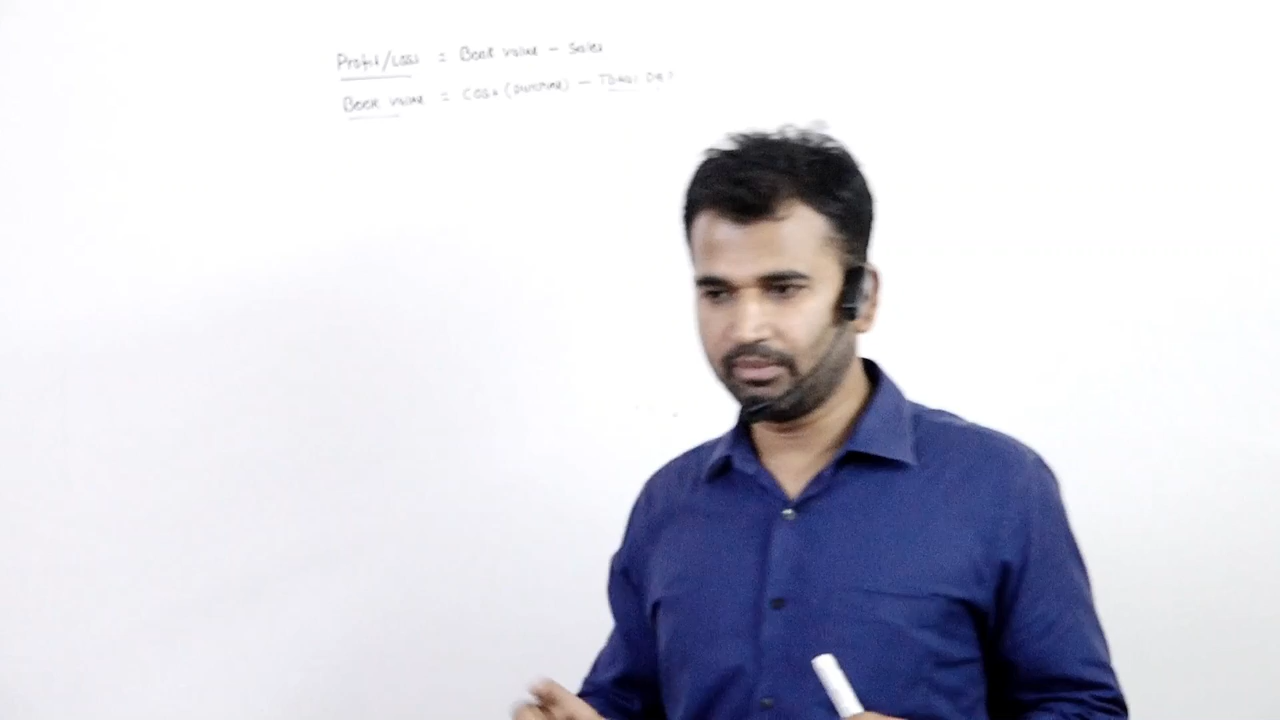 Profit/Loss = Book value - Sales
Book value = Cost (purchase) - Total Dep